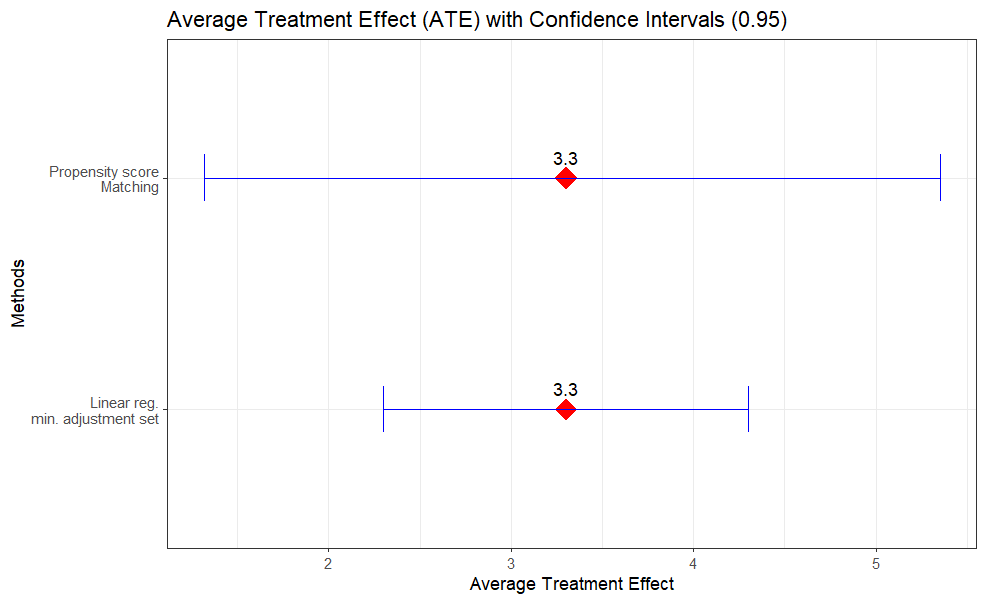 Average Treatment Effect (ATE) with Confidence Intervals (0.95)
3.3
Propensity score
Matching
Methods
3.3
Linear reg.
min. adjustment set
2
3
4
5
Average Treatment Effect